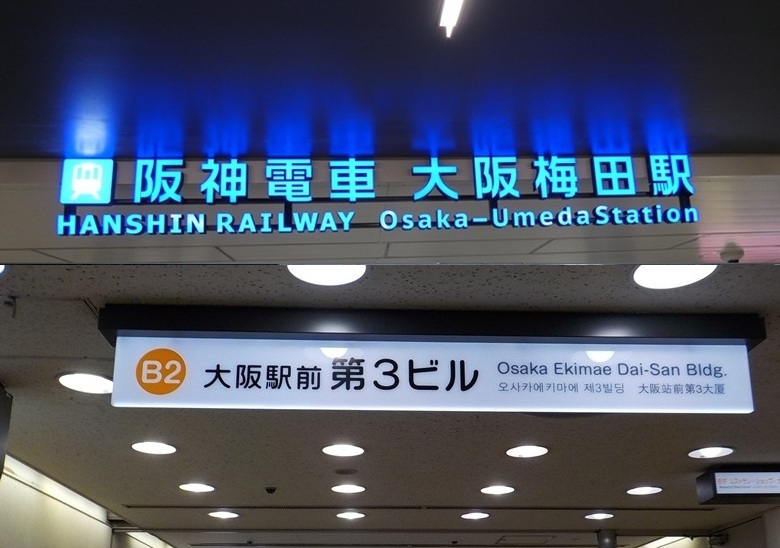 阪神電車 大阪梅田駅
HANSHIN RAILWAY Osaka-Umeda Station
B2 大阪駅前 第3ビル
Osaka Ekimae Dai-San Bldg.
오사카에키마에 제3빌딩 大阪站前第3大厦